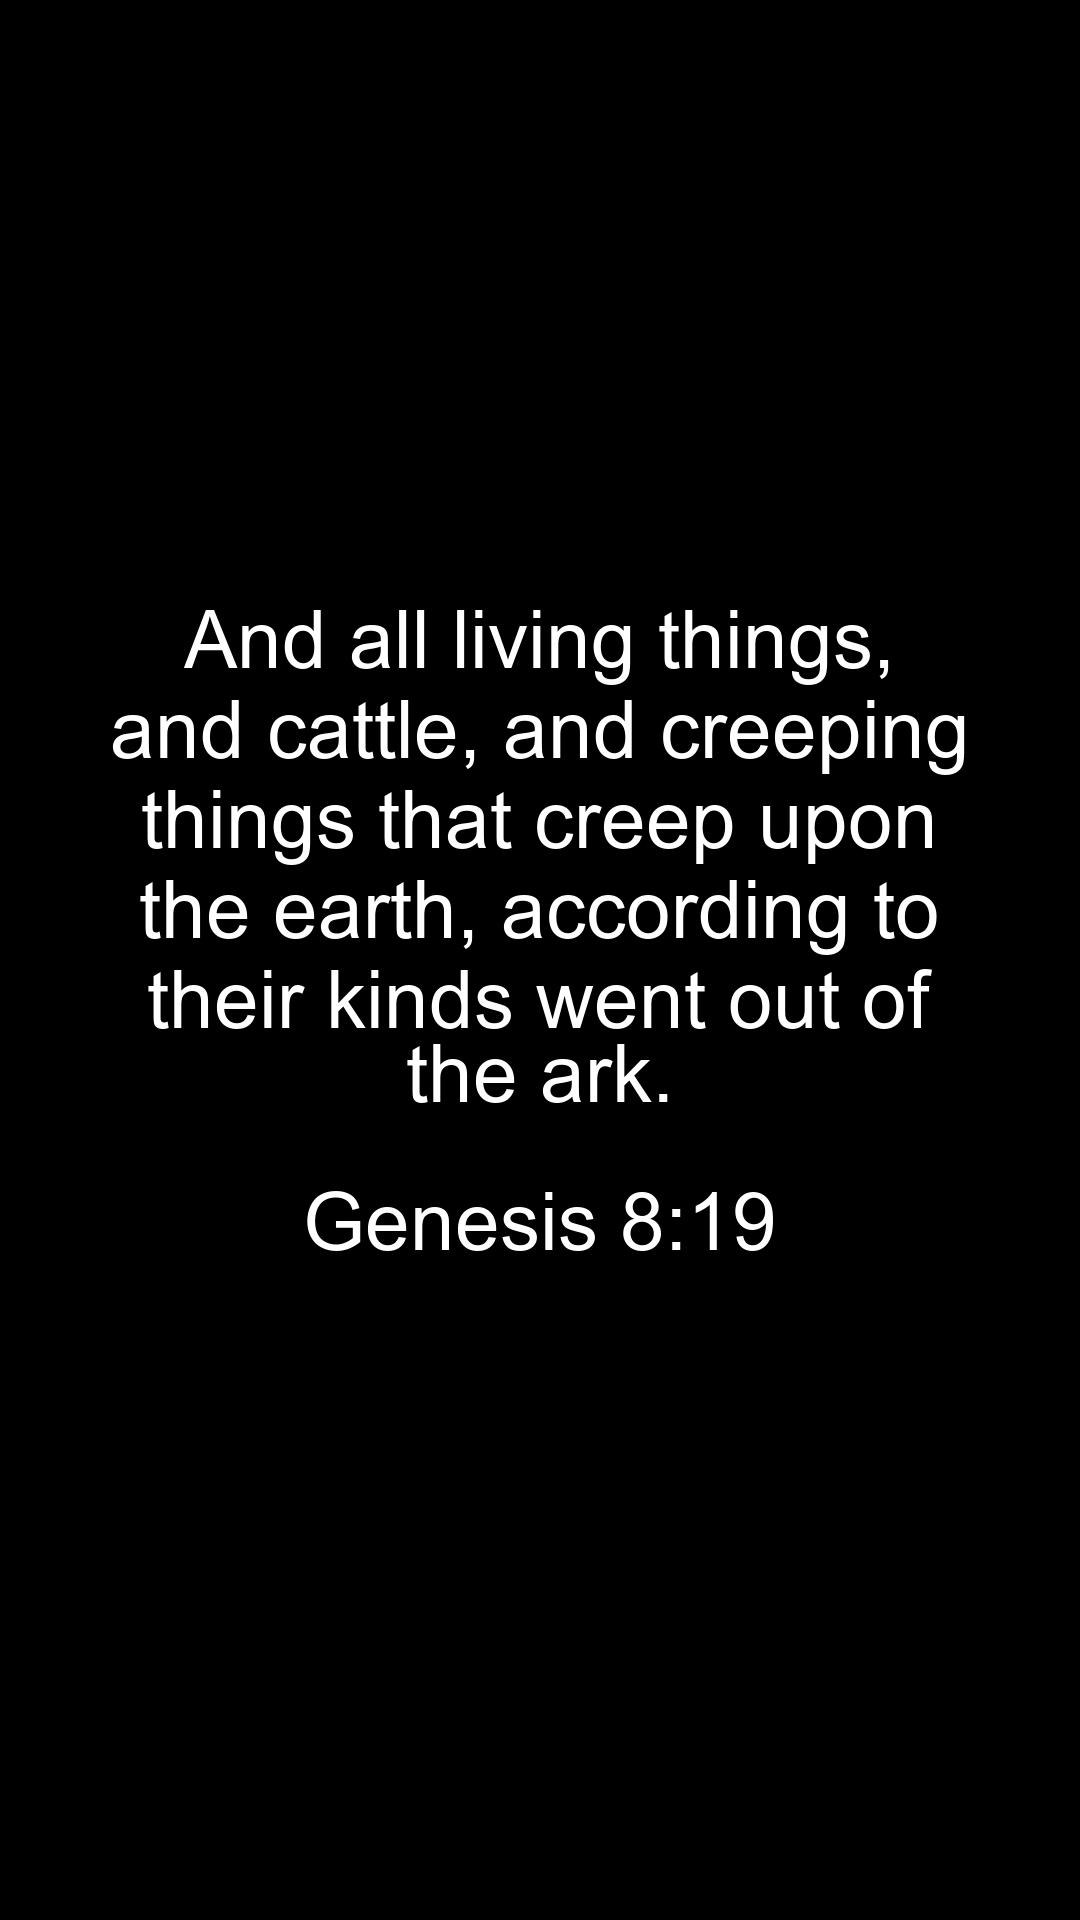 And all living things,
and cattle, and creeping
things that creep upon
the earth, according to
their kinds went out of
the ark.
Genesis 8:19